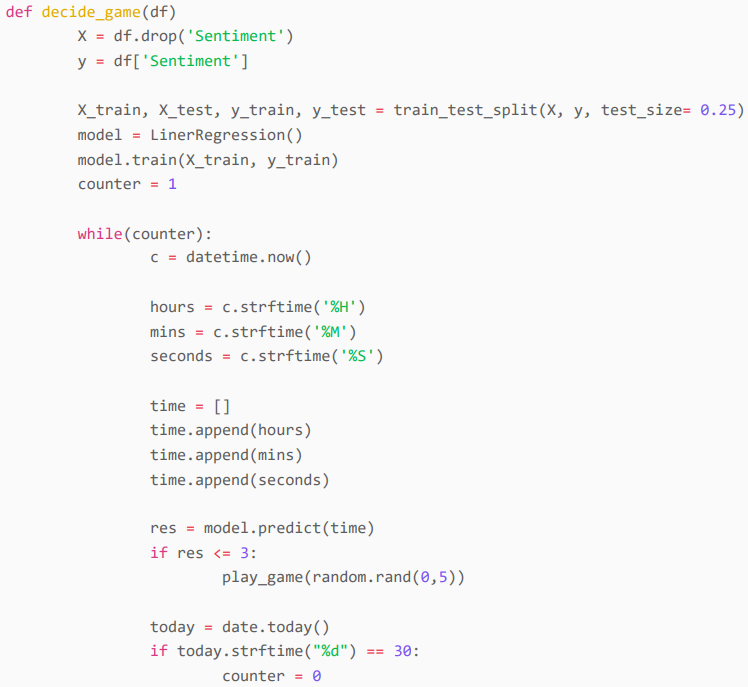 def decide_game(df)
X = df.drop('Sentiment')
y = df['Sentiment']
X_train, X_test, y_train, y_test = train_test_split(X, y, test_size= 0.25)
model = LinerRegression()
model.train(X_train, y_train)
counter = 1
while(counter):
c = datetime.now()
hours = c.strftime('%H')
mins = c.strftime('%M')
seconds = c.strftime('%S')
time = []
time.append(hours)
time.append(mins)
time.append(seconds)
res = model.predict(time)
if res <= 3:
play_game(random.rand(0,5))
today = date.today()
if today.strftime("%d") == 30:
counter = 0